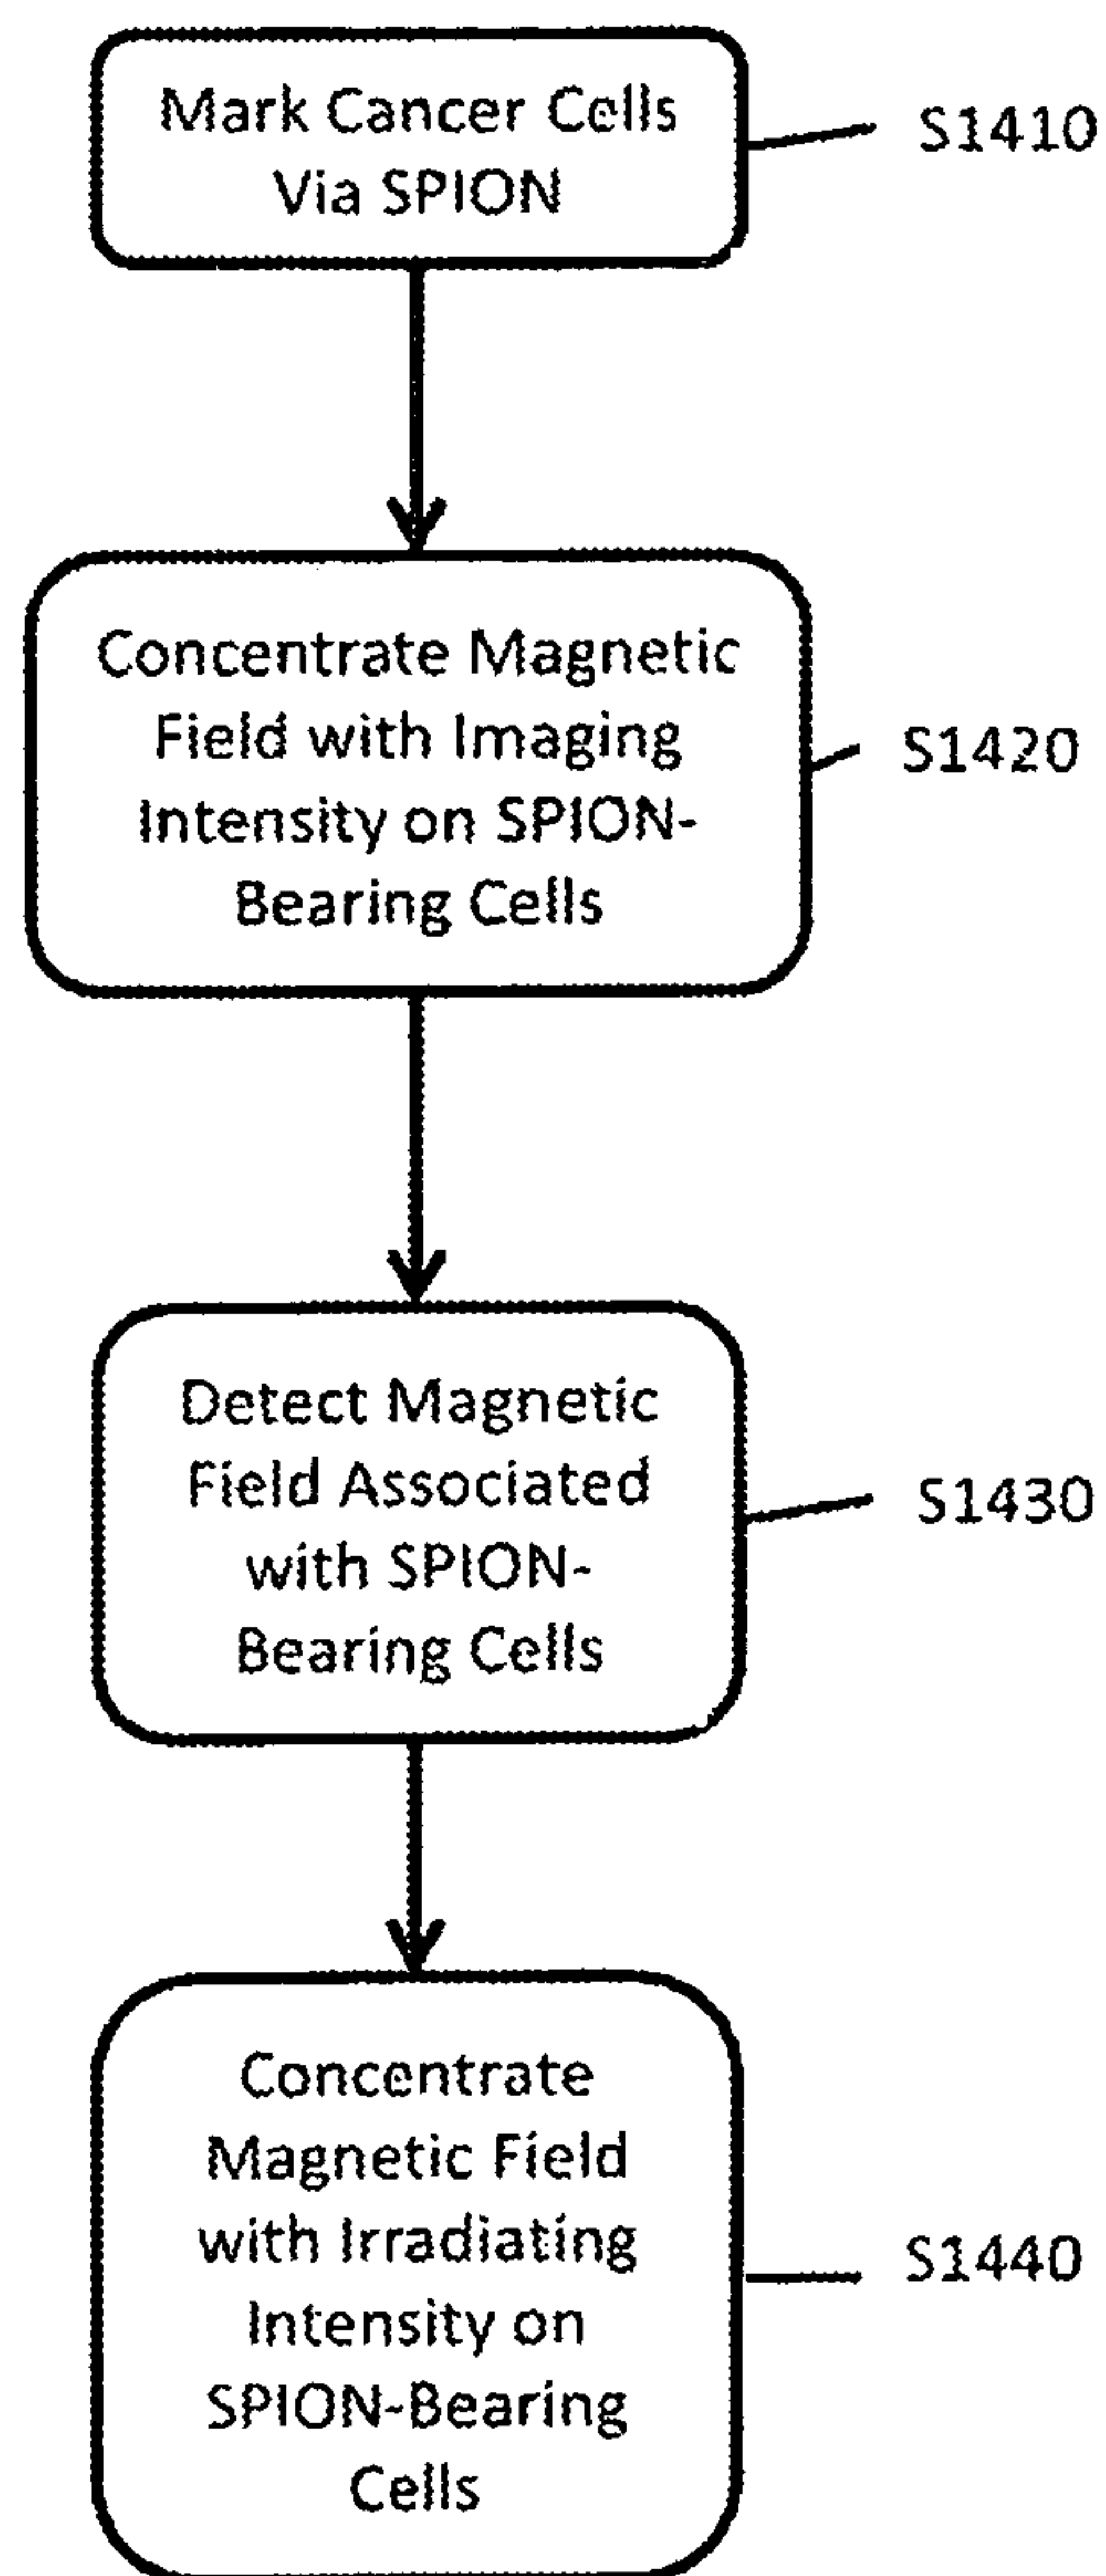 Mark Cancer Cells
Via SPION
S1410
Concentrate Magnetic
Field with Imaging
Intensity on SPION-
Bearing Cells
S1420
Detect Magnetic
Field Associated
with SPION-
Bearing Cells
S1430
Concentrate
Magnetic Field
with Irradiating
Intensity on
SPION-Bearing
Cells
S1440